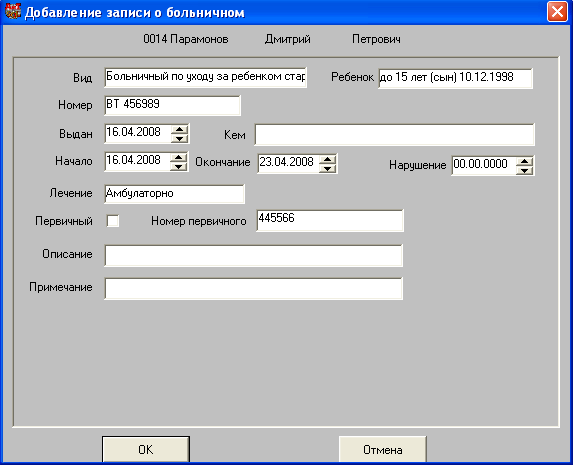 Добавление записи о больничном
0014 Парамонов Дмитрий Петрович
Вид Больничный по уходу за ребенком стар Ребенок до 15 лет (сын) 10.12.1998
Номер ВТ 456989
Выдан 16.04.2008 Кем
Начало 16.04.2008 Окончание 23.04.2008 Нарушение 00.00.0000
Лечение Амбулаторно
Первичный Номер первичного 445566
Описание
Примечание
OK Отмена